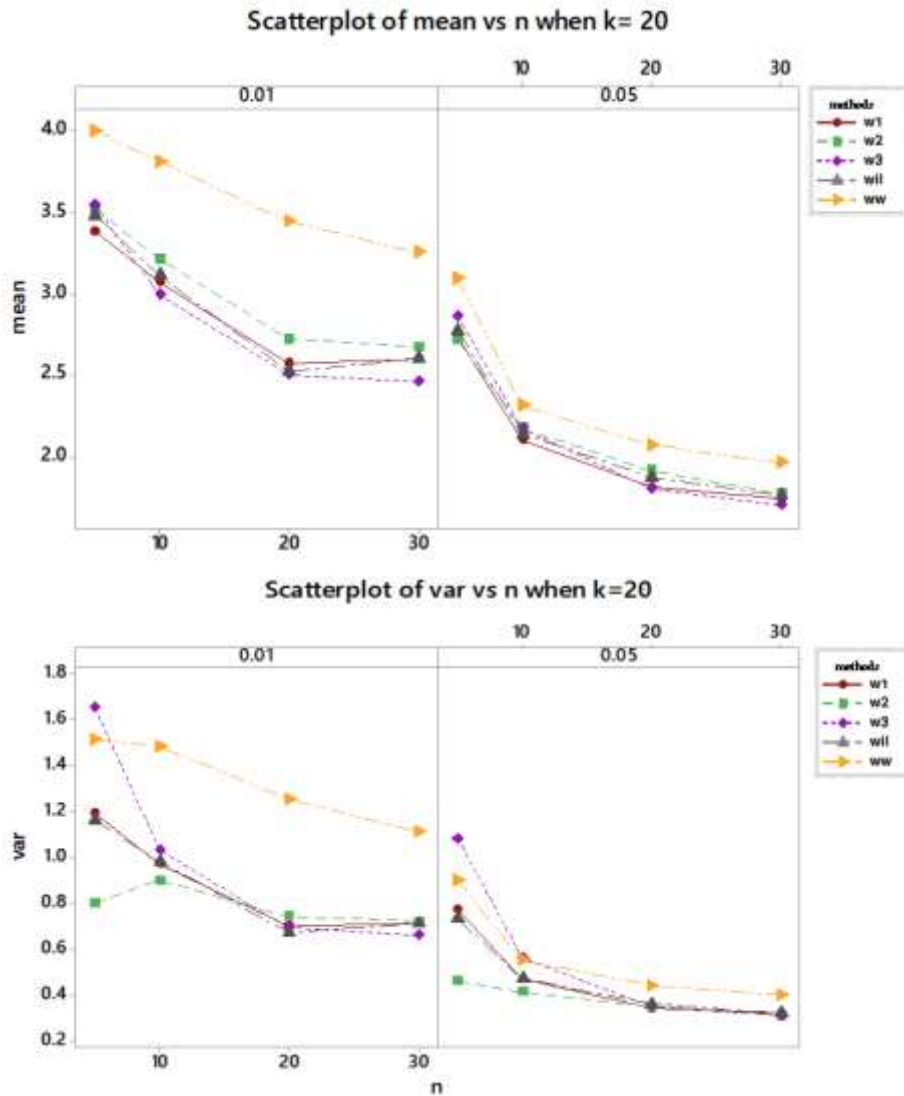 Scatterplot of mean vs n when k= 20
10 20 30
0.01 0.05
methods
w1
w2
w3
wil
ww
4.0
3.5
3.0
2.5
2.0
mean
10 20 30
Scatterplot of var vs n when k=20
10 20 30
0.01 0.05
methods
w1
w2
w3
wil
ww
1.8
1.6
1.4
1.2
1.0
0.8
0.6
0.4
0.2
var
10 20 30
n